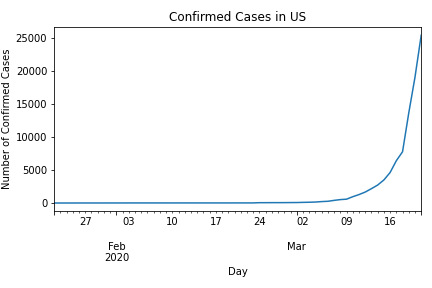 Confirmed Cases in US
Number of Confirmed Cases
25000
20000
15000
10000
5000
0
27 03 10 17 24 02 09 16
Feb Mar
2020
Day